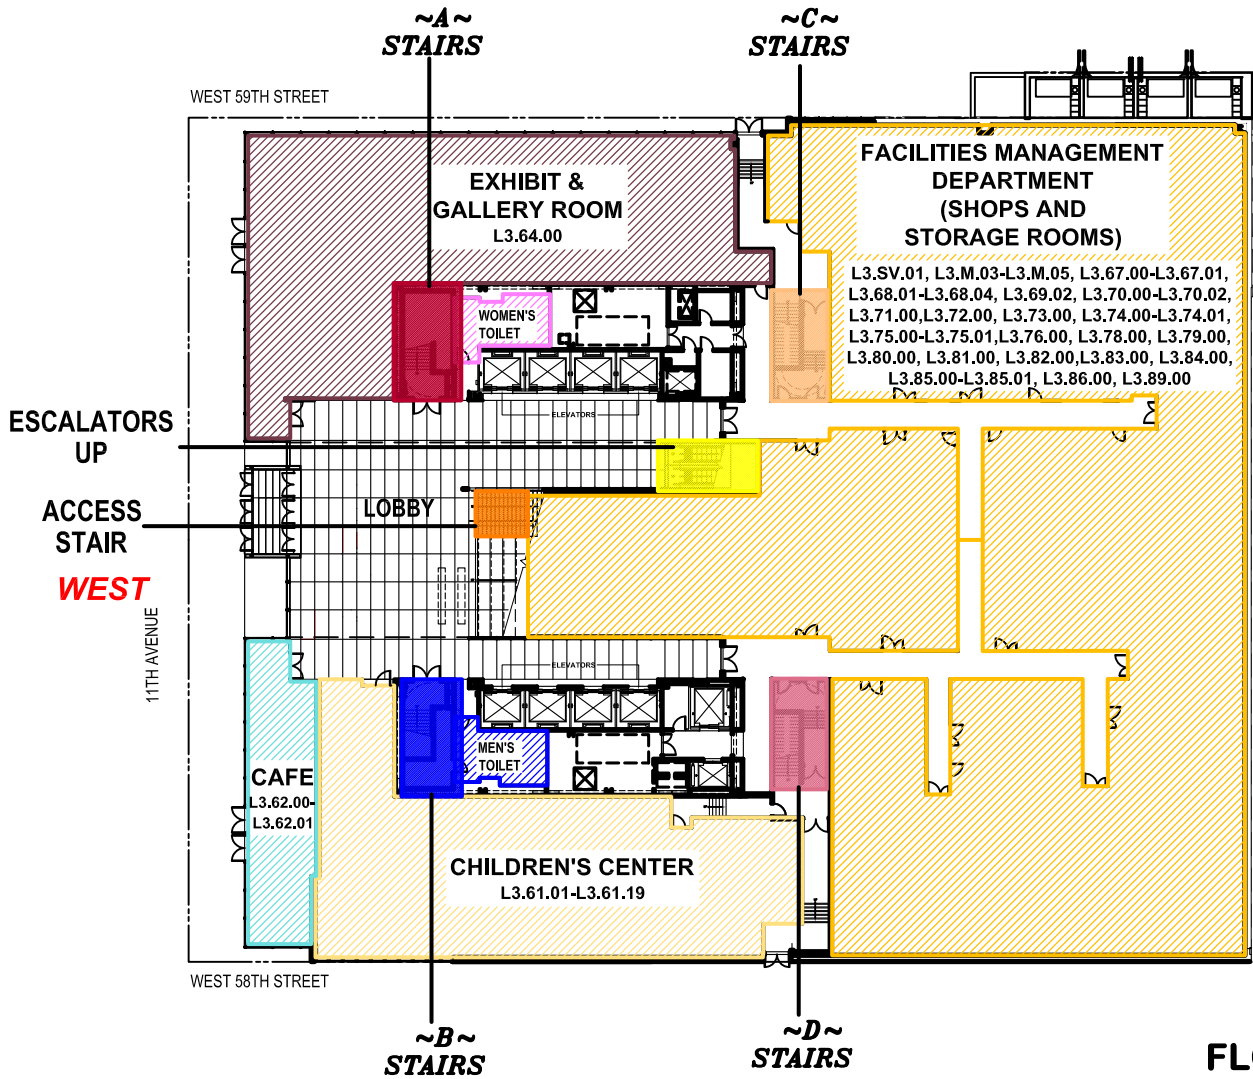 ~A~
STAIRS
~C~
STAIRS
WEST 59TH STREET
EXHIBIT &
GALLERY ROOM
L3.64.00
FACILITIES MANAGEMENT
DEPARTMENT
(SHOPS AND
STORAGE ROOMS)
L3.SV.01, L3.M.03-L3.M.05, L3.67.00-L3.67.01,
L3.68.01-L3.68.04, L3.69.02, L3.70.00-L3.70.02,
L3.71.00,L3.72.00, L3.73.00, L3.74.00-L3.74.01,
L3.75.00-L3.75.01,L3.76.00, L3.78.00, L3.79.00,
L3.80.00, L3.81.00, L3.82.00,L3.83.00, L3.84.00,
L3.85.00-L3.85.01, L3.86.00, L3.89.00
WOMEN'S
TOILET
ELEVATORS
ESCALATORS
UP
LOBBY
ACCESS
STAIR
WEST
11TH AVENUE
ELEVATORS
MEN'S
TOILET
CAFE
L3.62.00-
L3.62.01
CHILDREN'S CENTER
L3.61.01-L3.61.19
WEST 58TH STREET
~B~
STAIRS
~D~
STAIRS